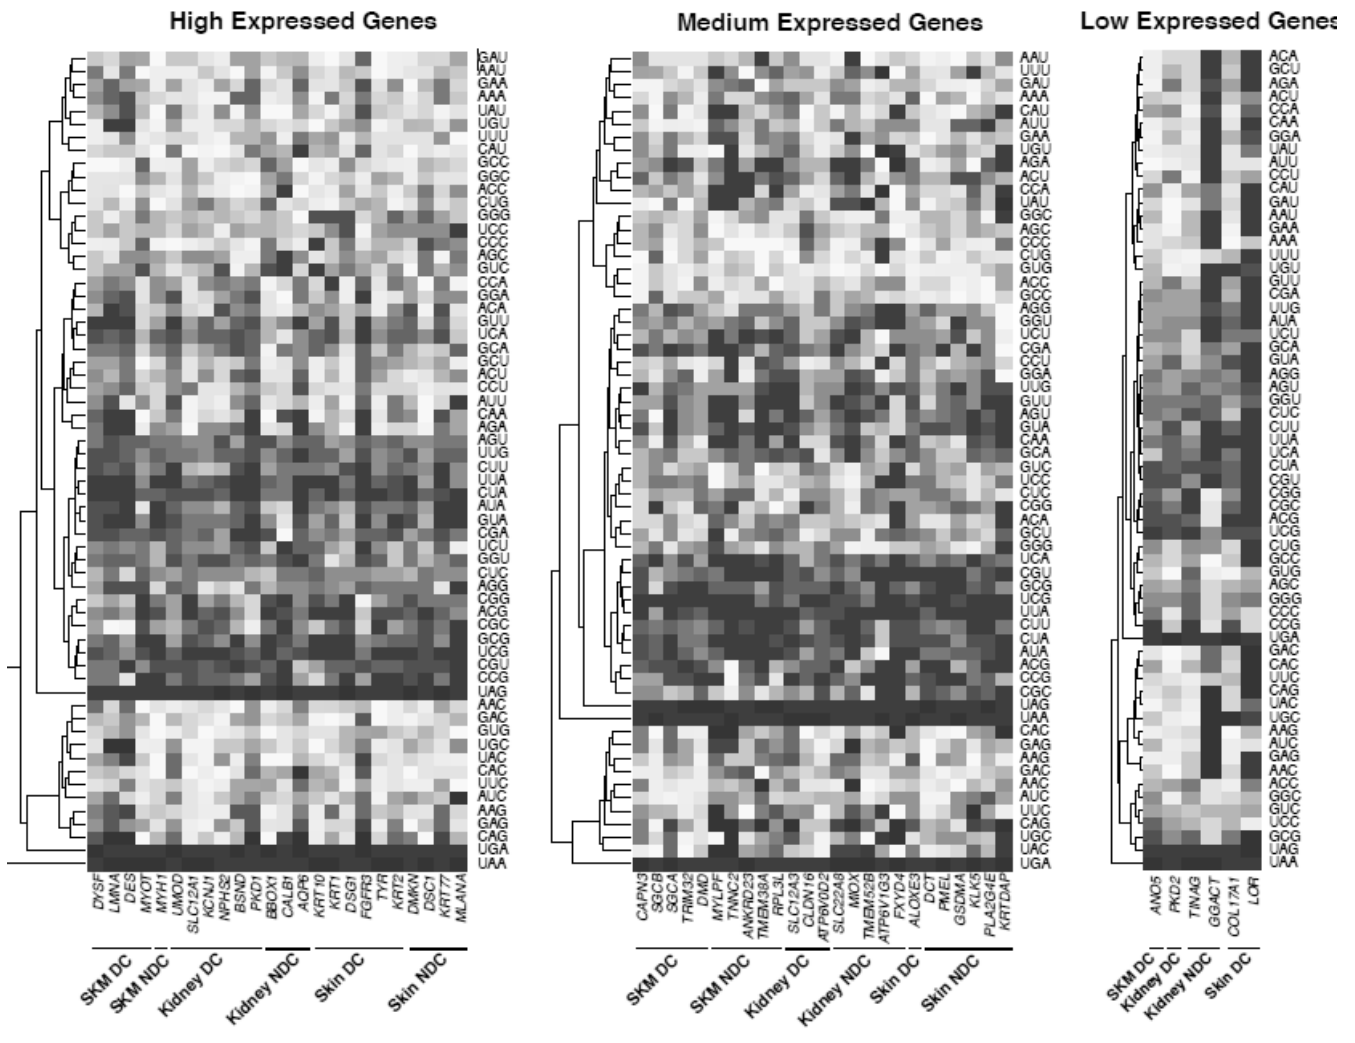 High Expressed Genes
GAU
AAU
GAA
AAA
UAU
UGU
UUU
CAU
GCC
GGC
ACC
CUG
GGG
UCC
CCC
AGC
GUC
CCA
GGA
ACA
GUU
UCA
GCA
GCU
ACU
CCU
AUU
CAA
AGA
AGU
UUG
CUU
UUA
CUA
AUA
GUA
CGA
UCU
GGU
CUC
AGG
CGG
ACG
CGC
GCG
UCG
CGU
CCG
UAG
AAC
GAC
GUG
UGC
UAC
CAC
UUC
AUC
AAG
GAG
CAG
UGA
UAA
DYSF
LMNA
DES
MYOT
MYH1
UMOD
SLC12A1
KCNJ1
NPHS2
BSND
PKD1
BBOX1
CALB1
AQP6
KRT10
KRT1
DSG1
FGFR3
TYR
KRT2
DMKN
DSC1
KRT77
MLANA
SKM DC
SKM NDC
Kidney DC
Kidney NDC
Skin DC
Skin NDC
Medium Expressed Genes
AAU
UUU
GAU
AAA
CAU
AUU
GAA
UGU
AGA
ACU
CCA
UAU
GGC
AGC
CCC
CUG
GUG
ACC
GCC
AGG
GGU
UCU
CGA
CCU
GGA
UUG
GUU
AGU
GUA
CAA
GCA
GUC
UCC
CUC
CGG
ACA
GCU
GGG
UCA
CGU
GCG
UCG
UUA
CUU
CUA
AUA
ACG
CCG
CGC
UAG
UAA
CAC
GAG
AAG
GAC
AAC
AUC
UUC
CAG
UGC
UAC
UGA
CAPN3
SGCB
SGCA
TRIM32
DMD
MYLPF
TNNC2
ANKRD23
TMEM38A
RPL3L
SLC12A3
CLDN16
ATP6V0D2
SLC22A8
MIOX
TMEM52B
ATP6V1G3
FXYD4
ALOXE3
DCT
PMEL
GSDMA
KLK5
PLA2G4E
KRTDAP
SKM DC
SKM NDC
Kidney DC
Kidney NDC
Skin DC
Skin NDC
Low Expressed Genes
ACA
GCU
AGA
ACU
CCA
CAA
GGA
UAU
AUU
CCU
CAU
GAU
AAU
GAA
AAA
UUU
UGU
GUU
CGA
UUG
AUA
UCU
GCA
GUA
AGG
AGU
GGU
CUC
CUU
UUA
UCA
CUA
CGU
CGG
CGC
ACG
UCG
CUG
GCC
GUG
AGC
GGG
CCC
CCG
UGA
GAC
CAC
UUC
CAG
UAC
UGC
AAG
AUC
GAG
AAC
ACC
GGC
GUC
UCC
GCG
UAG
UAA
ANO5
PKD2
TINAG
GGACT
COL17A1
LOR
SKM DC
Kidney DC
Kidney NDC
Skin DC